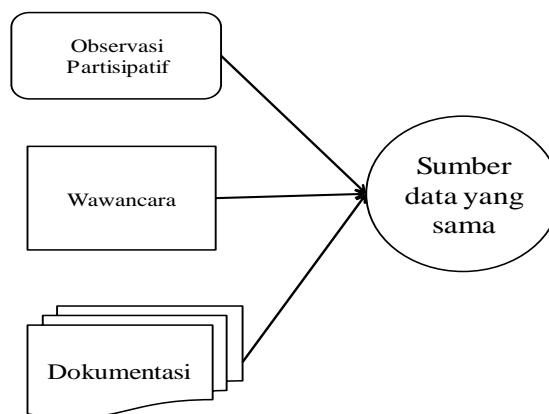 Observasi
Partisipatif
Wawancara
Dokumentasi
Sumber
data yang
sama